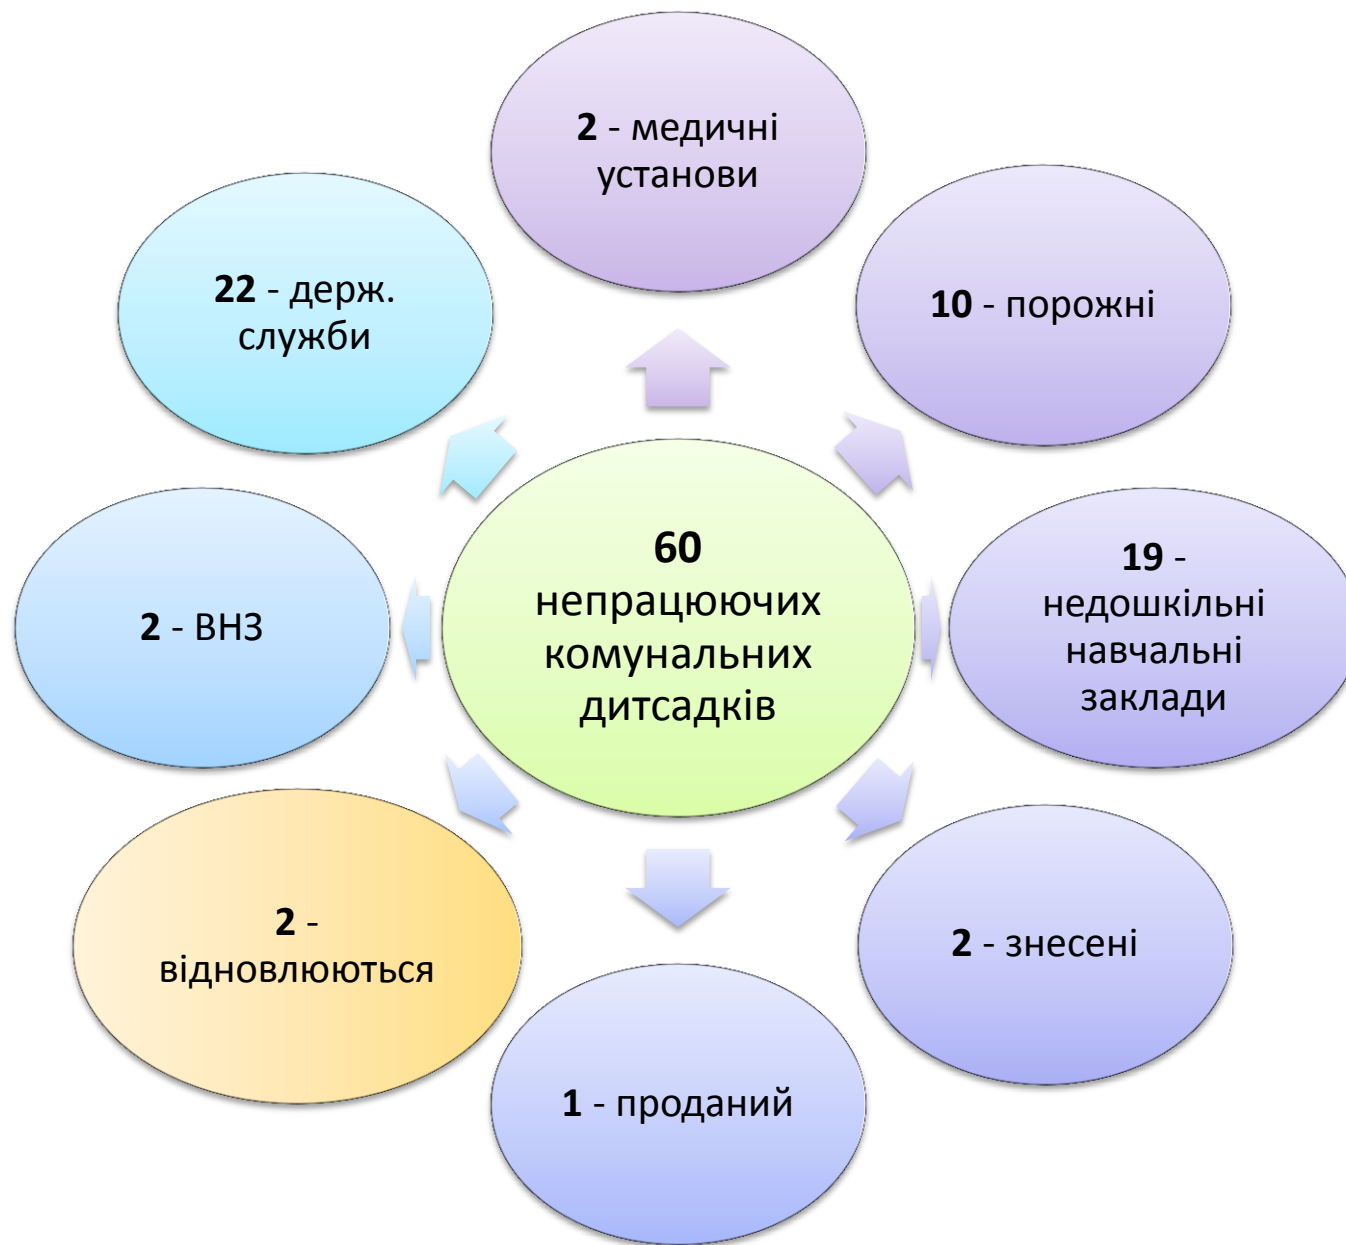 2 - медичні
установи
10 - порожні
19 -
недошкільні
навчальні
заклади
2 - знесені
1 - проданий
2 -
відновлюються
2 - ВНЗ
22 - держ.
служби
60
непрацюючих
комунальних
дитсадків